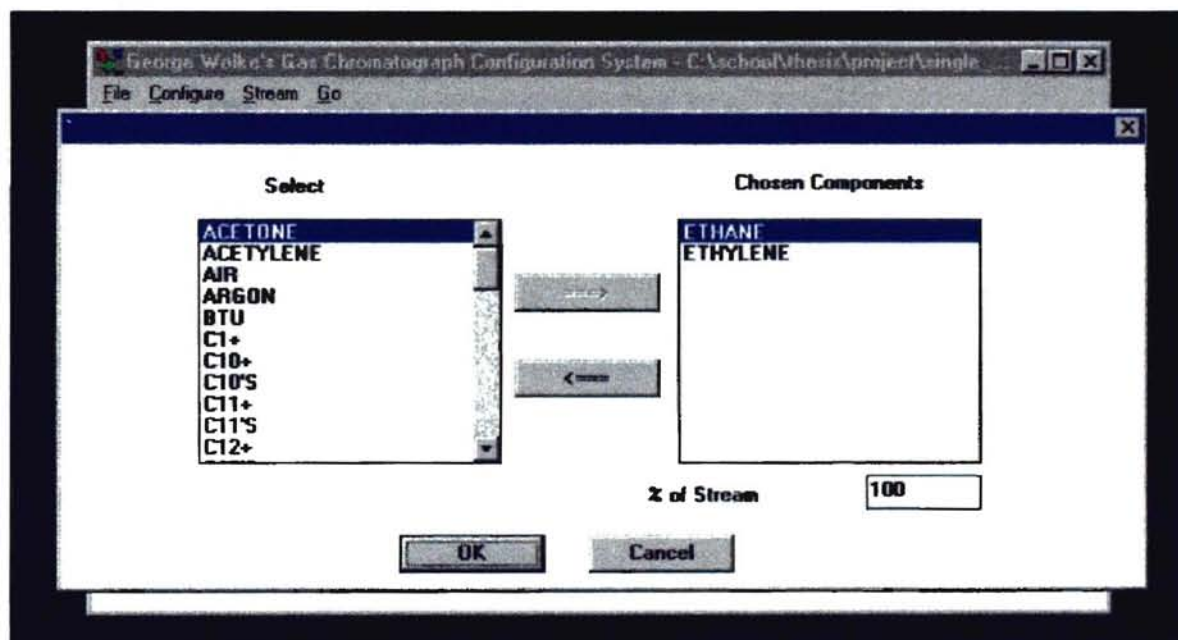 George Wolke's Gas Chromatograph Configuration System - C:\school\thesis\project\single
File Configure Stream Go
Select
Chosen Components
ACETONE
ACETYLENE
AIR
ARGON
BTU
C1+
C10+
C10'S
C11+
C11'S
C12+
ETHANE
ETHYLENE
===>
<===
% of Stream
100
OK
Cancel